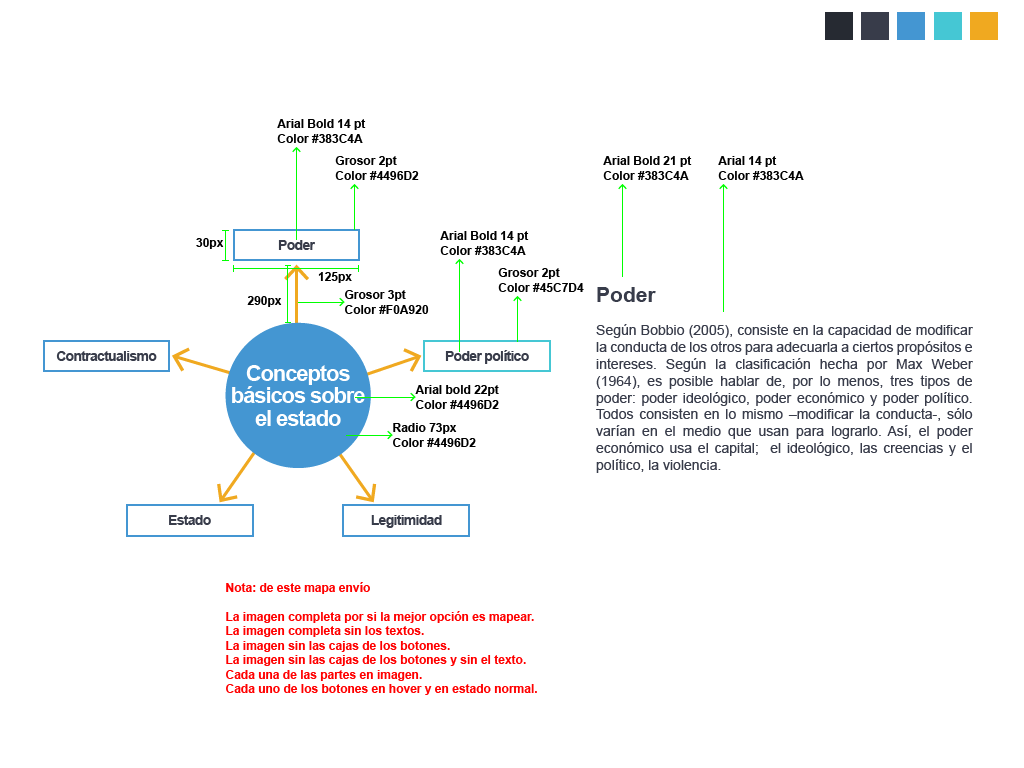 Arial Bold 14 pt
Color #383C4A
Grosor 2pt
Color #4496D2
Arial Bold 21 pt
Color #383C4A
Arial 14 pt
Color #383C4A
30px
Poder
125px
290px
Grosor 3pt
Color #F0A920
Arial Bold 14 pt
Color #383C4A
Grosor 2pt
Color #45C7D4
Contractualismo
Conceptos
básicos sobre
el estado
Poder político
Arial bold 22pt
Color #4496D2
Radio 73px
Color #4496D2
Estado
Legitimidad
Poder
Según Bobbio (2005), consiste en la capacidad de modificar
la conducta de los otros para adecuarla a ciertos propósitos e
intereses. Según la clasificación hecha por Max Weber
(1964), es posible hablar de, por lo menos, tres tipos de
poder: poder ideológico, poder económico y poder político.
Todos consisten en lo mismo –modificar la conducta-, sólo
varían en el medio que usan para lograrlo. Así, el poder
económico usa el capital;  el ideológico, las creencias y el
político, la violencia.
Nota: de este mapa envío
La imagen completa por si la mejor opción es mapear.
La imagen completa sin los textos.
La imagen sin las cajas de los botones.
La imagen sin las cajas de los botones y sin el texto.
Cada una de las partes en imagen.
Cada uno de los botones en hover y en estado normal.